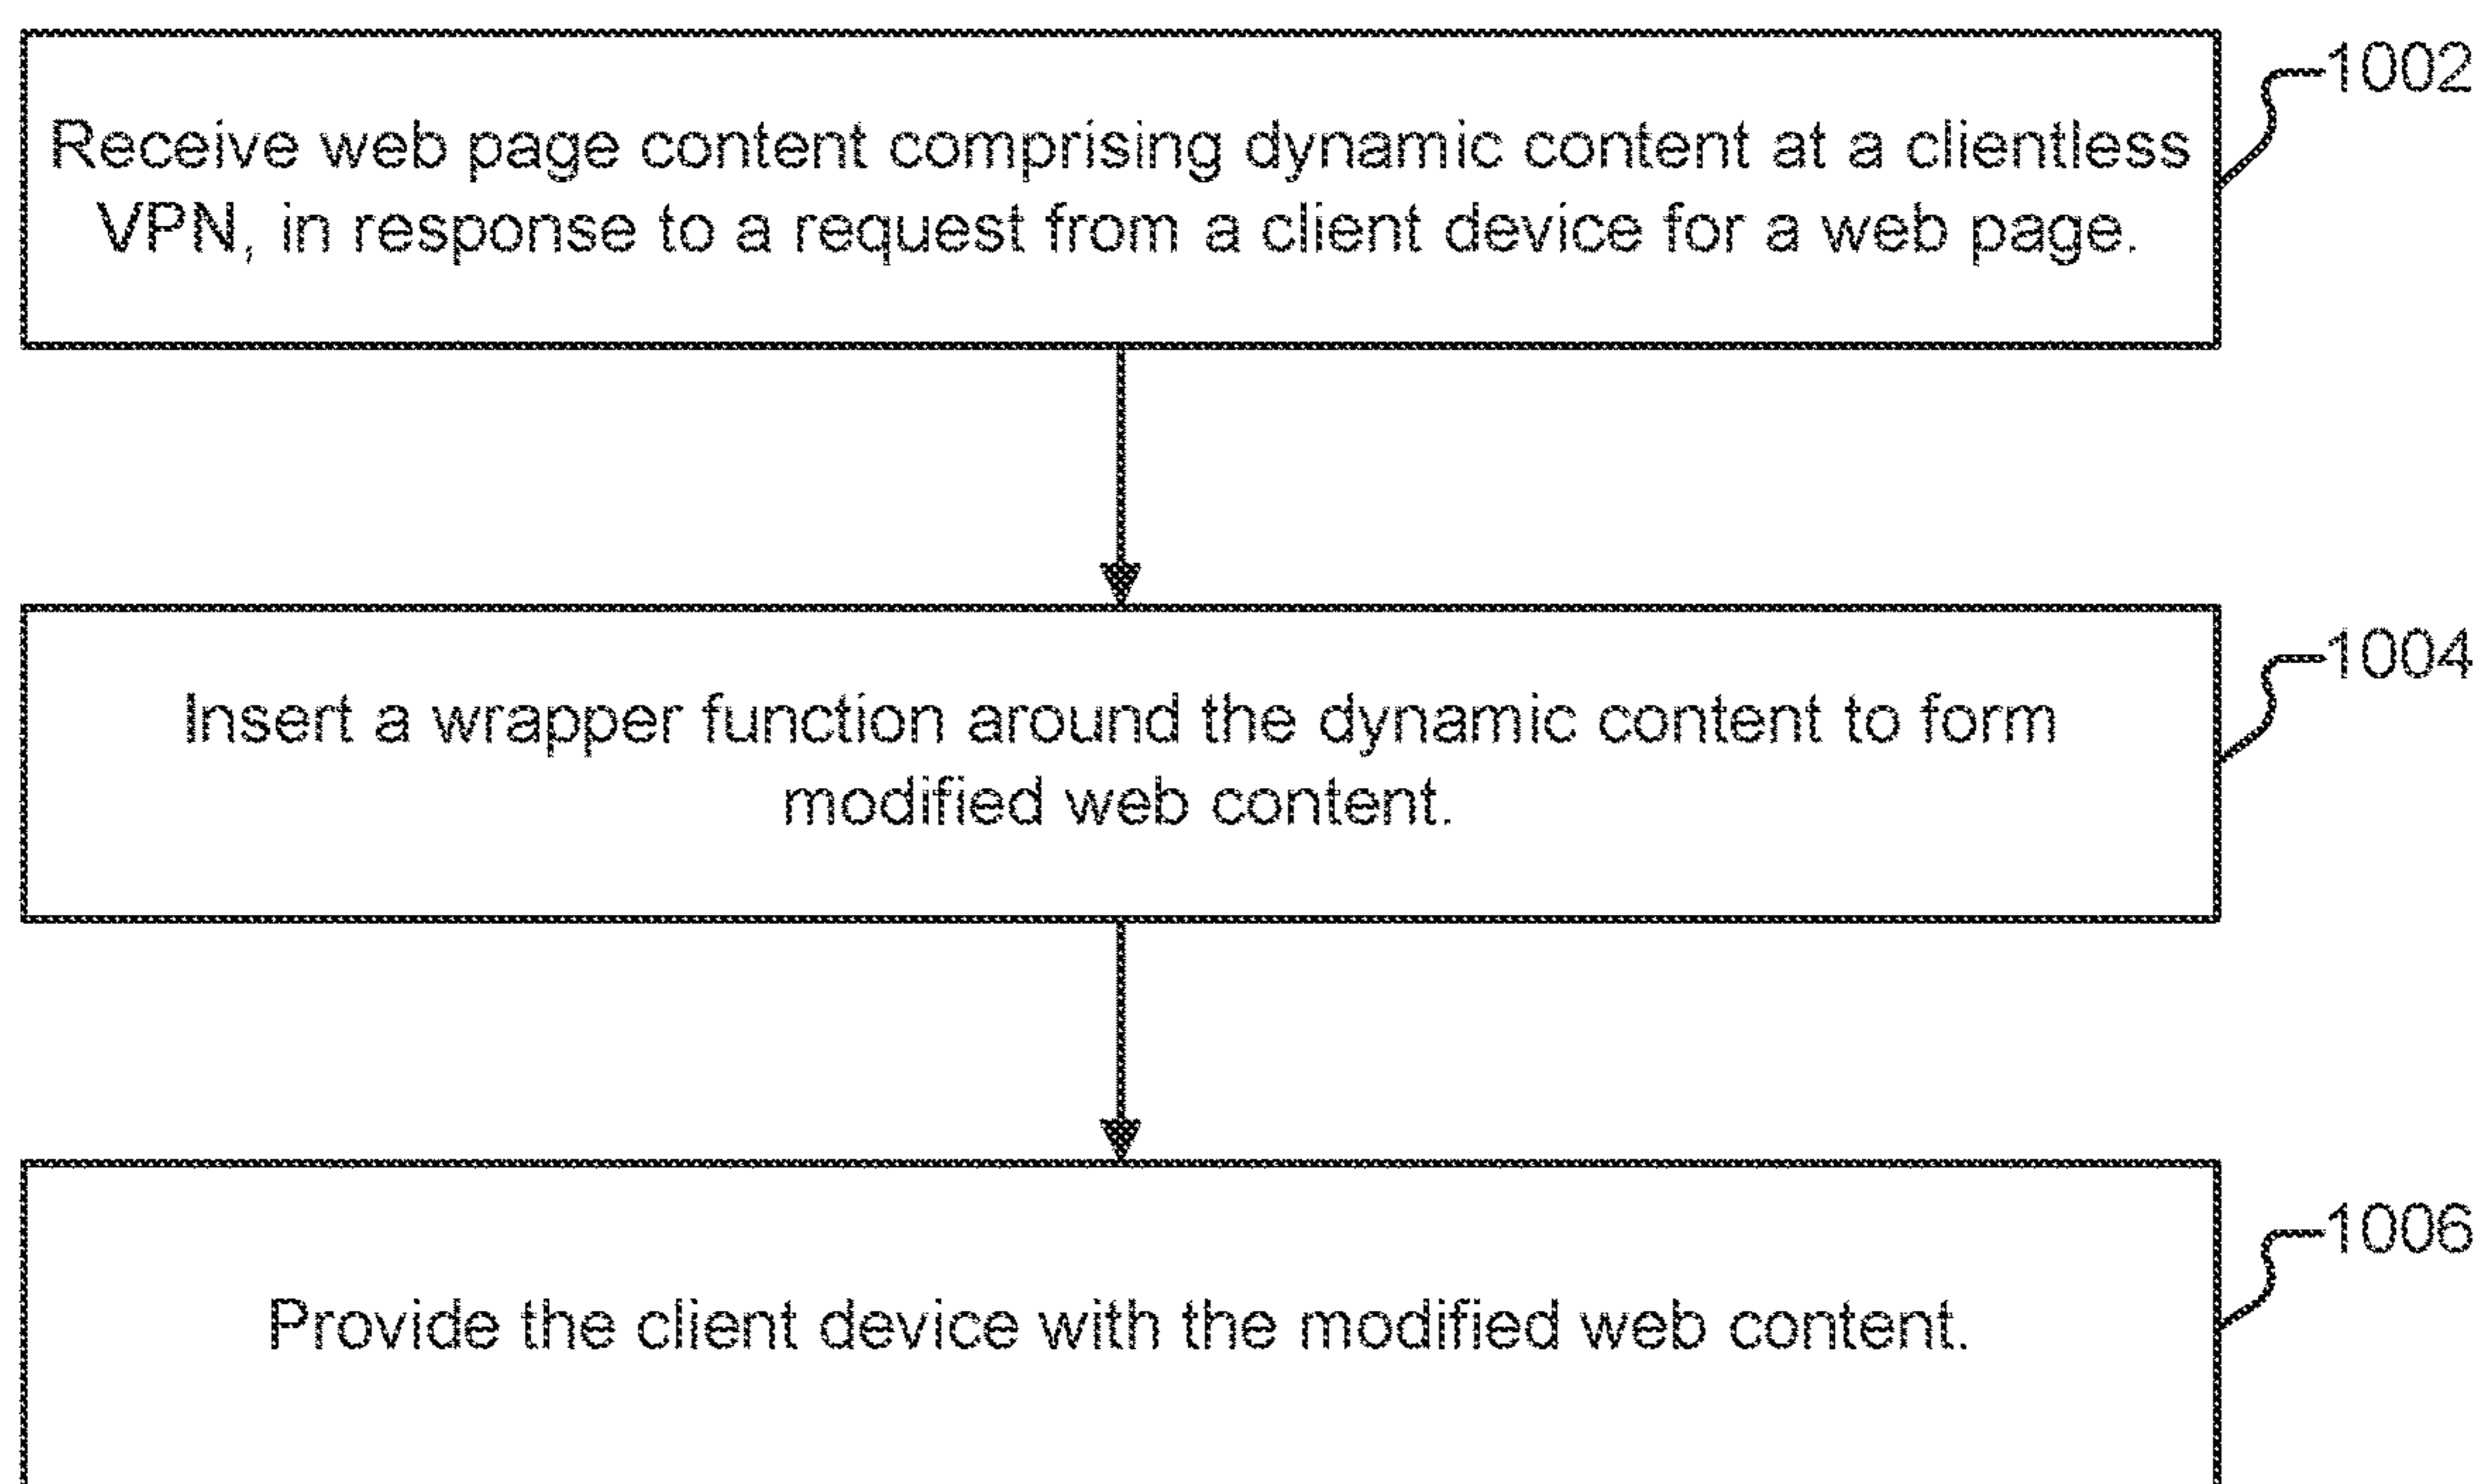 1002
Receive web page content comprising dynamic content at a clientless
VPN, in response to a request from a client device for a web page.
1004
Insert a wrapper function around the dynamic content to form
modified web content.
1006
Provide the client device with the modified web content.